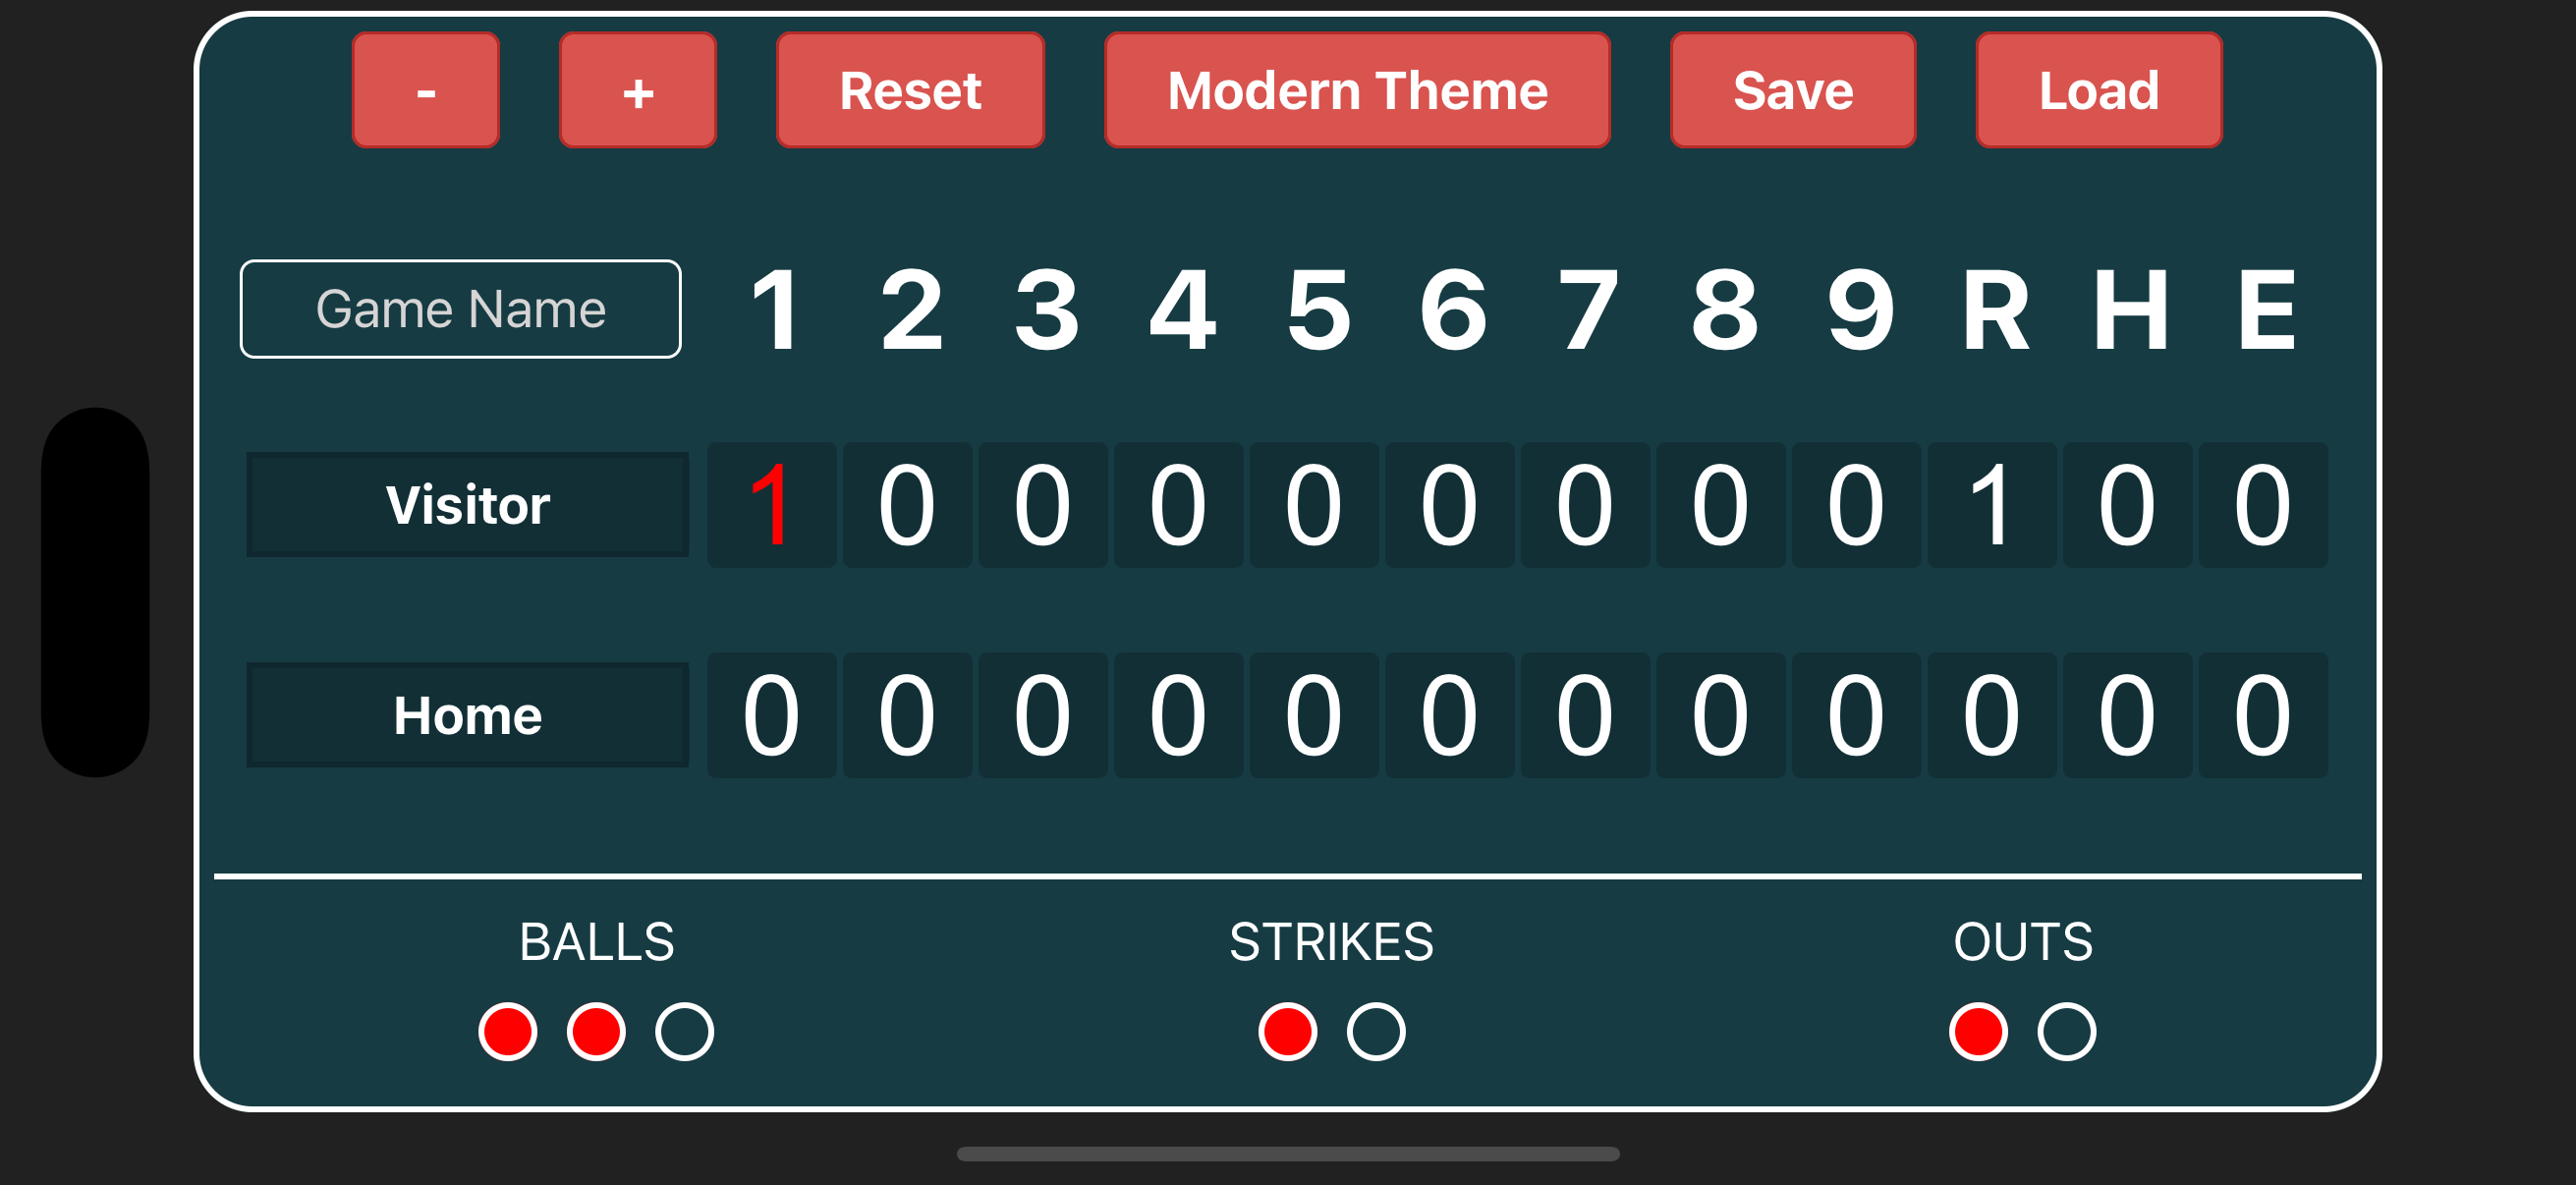 - + Reset Modern Theme Save Load
Game Name 1 2 3 4 5 6 7 8 9 R H E
Visitor 1 0 0 0 0 0 0 0 0 1 0 0
Home 0 0 0 0 0 0 0 0 0 0 0 0
BALLS STRIKES OUTS